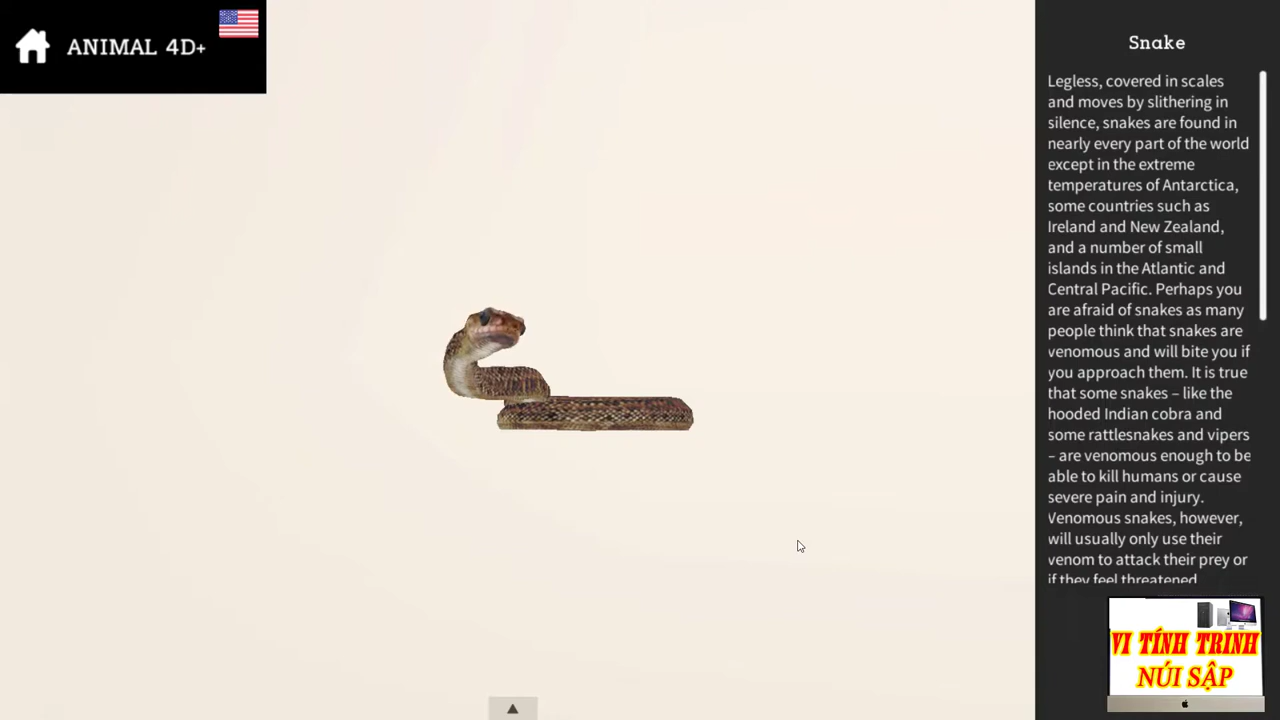 ANIMAL 4D+
Snake
Legless, covered in scales
and moves by slithering in
silence, snakes are found in
nearly every part of the world
except in the extreme
temperatures of Antarctica,
some countries such as
Ireland and New Zealand,
and a number of small
islands in the Atlantic and
Central Pacific. Perhaps you
are afraid of snakes as many
people think that snakes are
venomous and will bite you if
you approach them. It is true
that some snakes – like the
hooded Indian cobra and
some rattlesnakes and vipers
– are venomous enough to be
able to kill humans or cause
severe pain and injury.
Venomous snakes, however,
will usually only use their
venom to attack their prey or
if they feel threatened
VI TÍNH TRINH
NÚI SẬP